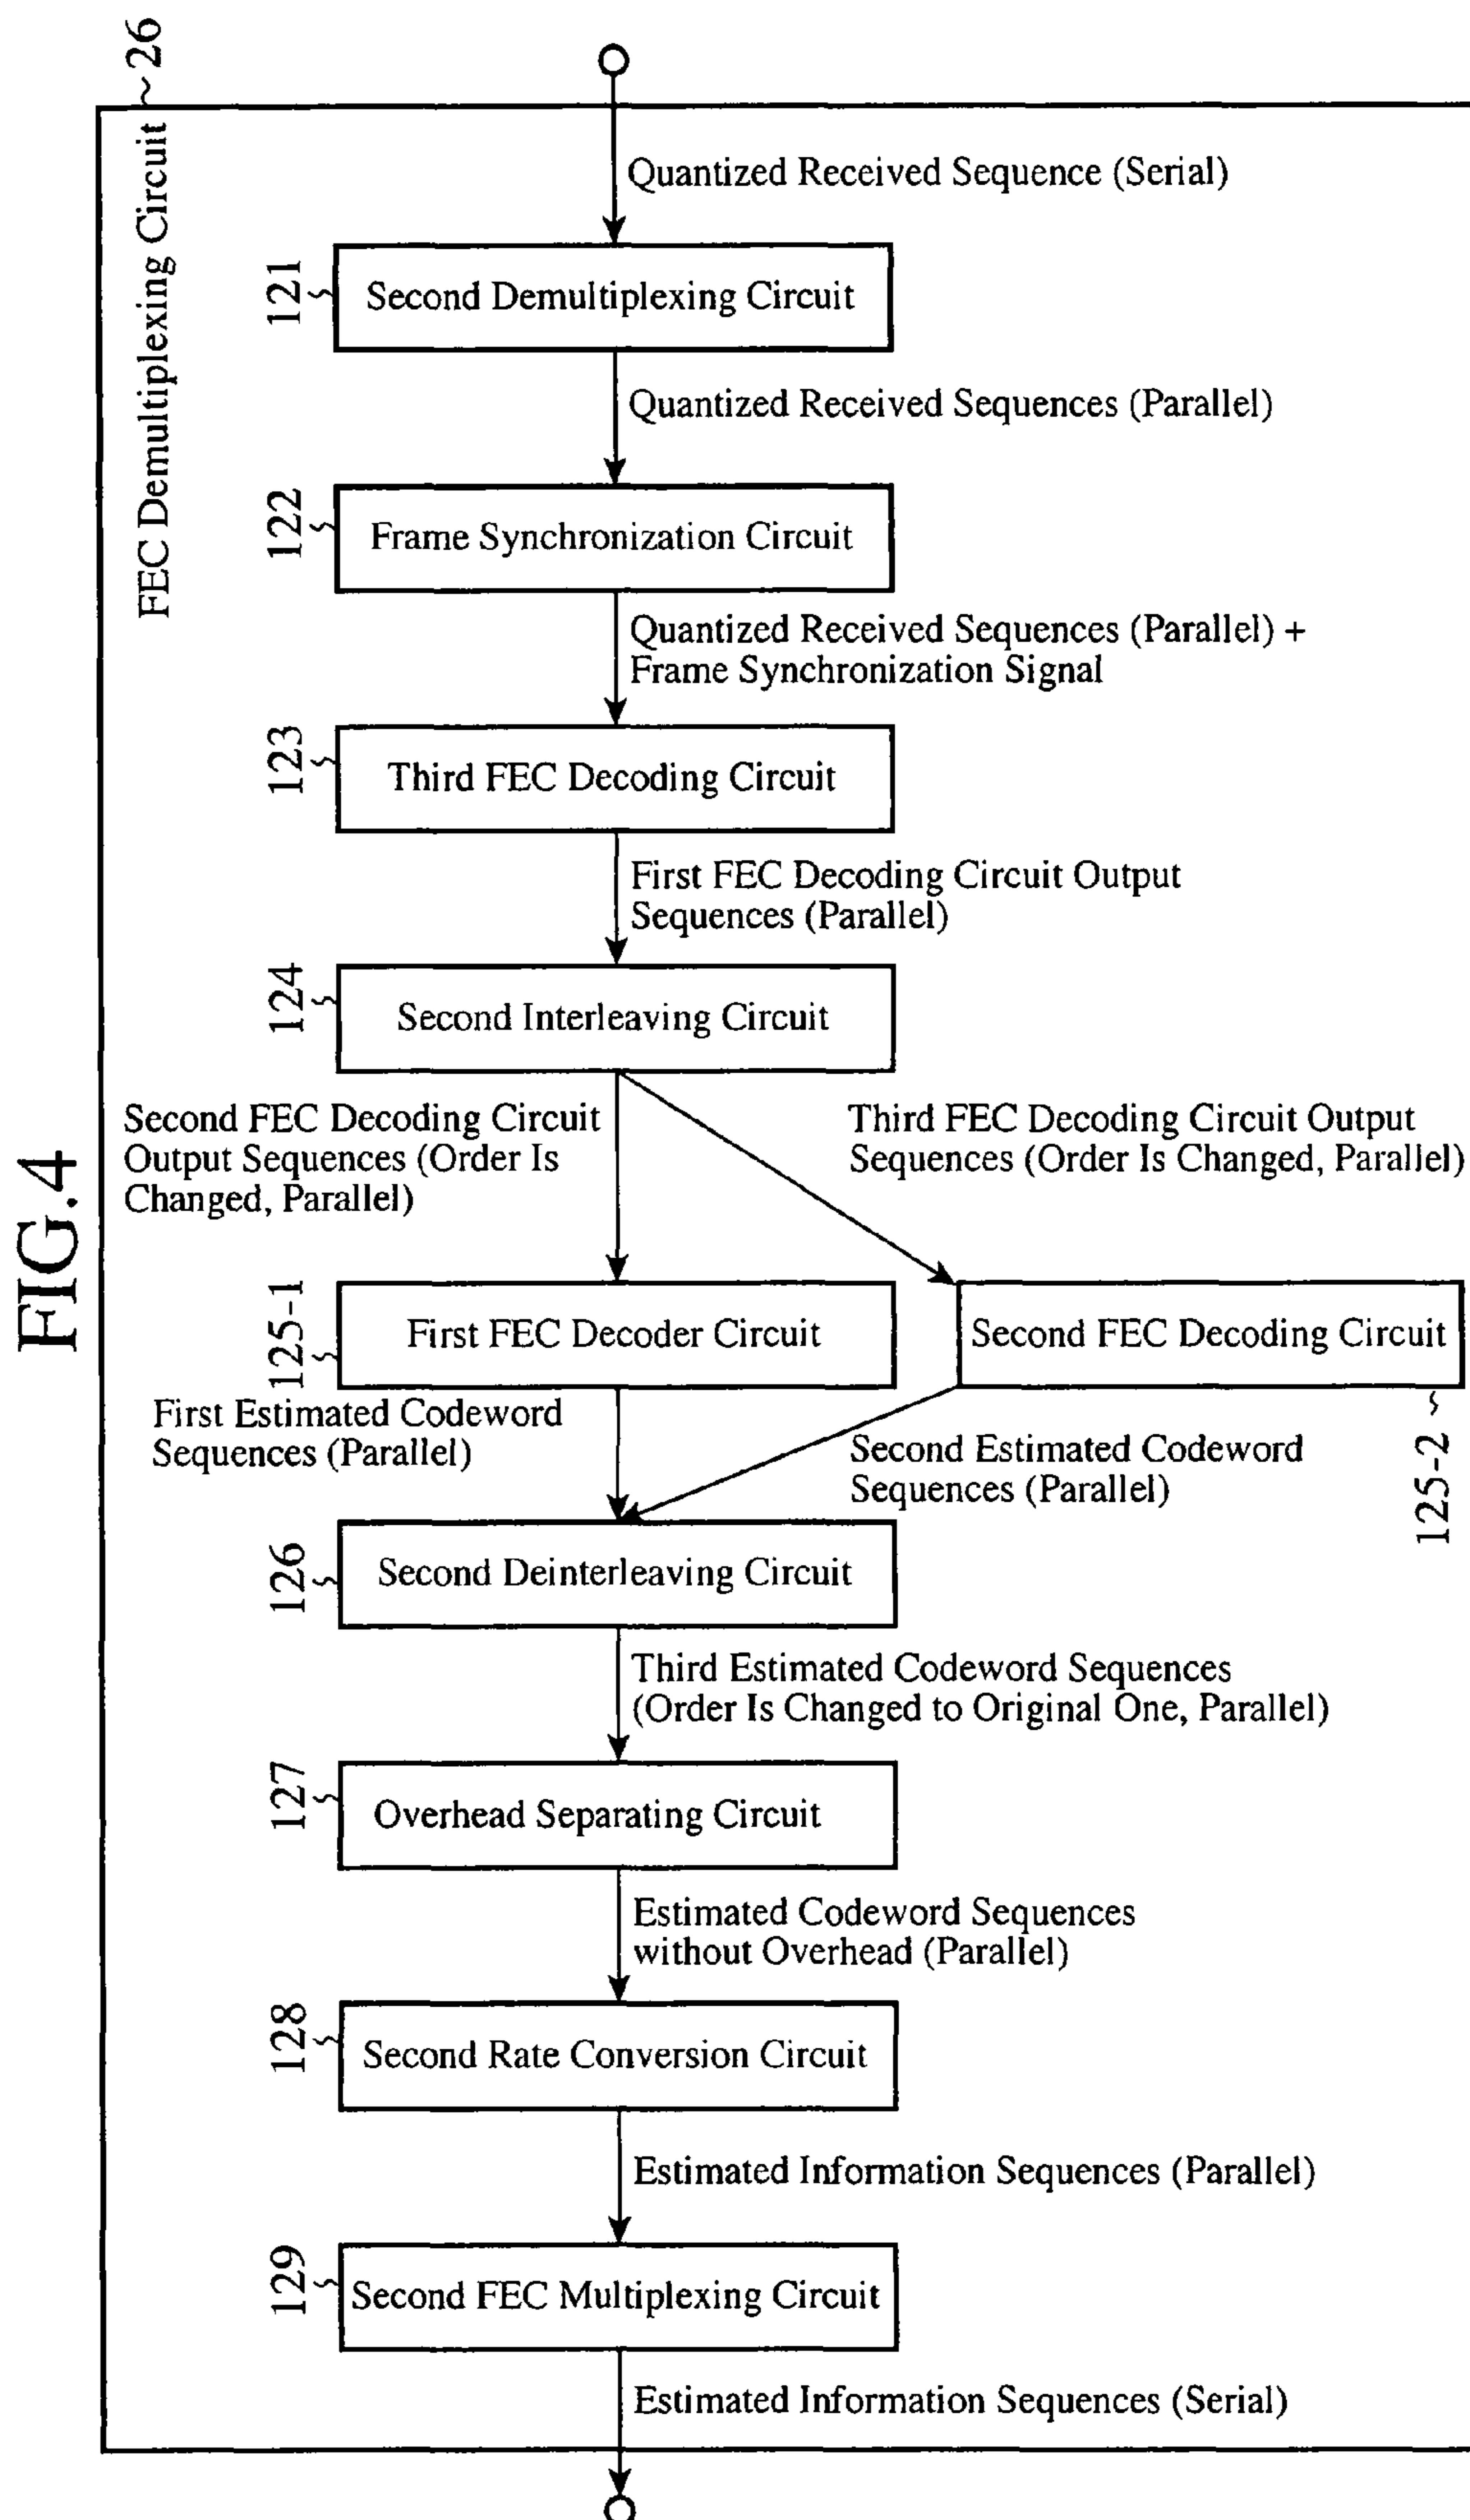 FIG.4
FEC Demultiplexing Circuit
26
Quantized Received Sequence (Serial)
121
Second Demultiplexing Circuit
Quantized Received Sequences (Parallel)
122
Frame Synchronization Circuit
Quantized Received Sequences (Parallel) +
Frame Synchronization Signal
123
Third FEC Decoding Circuit
First FEC Decoding Circuit Output
Sequences (Parallel)
124
Second Interleaving Circuit
Second FEC Decoding Circuit
Output Sequences (Order Is
Changed, Parallel)
Third FEC Decoding Circuit Output
Sequences (Order Is Changed, Parallel)
125-1
First FEC Decoder Circuit
Second FEC Decoding Circuit
125-2
First Estimated Codeword
Sequences (Parallel)
Second Estimated Codeword
Sequences (Parallel)
126
Second Deinterleaving Circuit
Third Estimated Codeword Sequences
(Order Is Changed to Original One, Parallel)
127
Overhead Separating Circuit
Estimated Codeword Sequences
without Overhead (Parallel)
128
Second Rate Conversion Circuit
Estimated Information Sequences (Parallel)
129
Second FEC Multiplexing Circuit
Estimated Information Sequences (Serial)